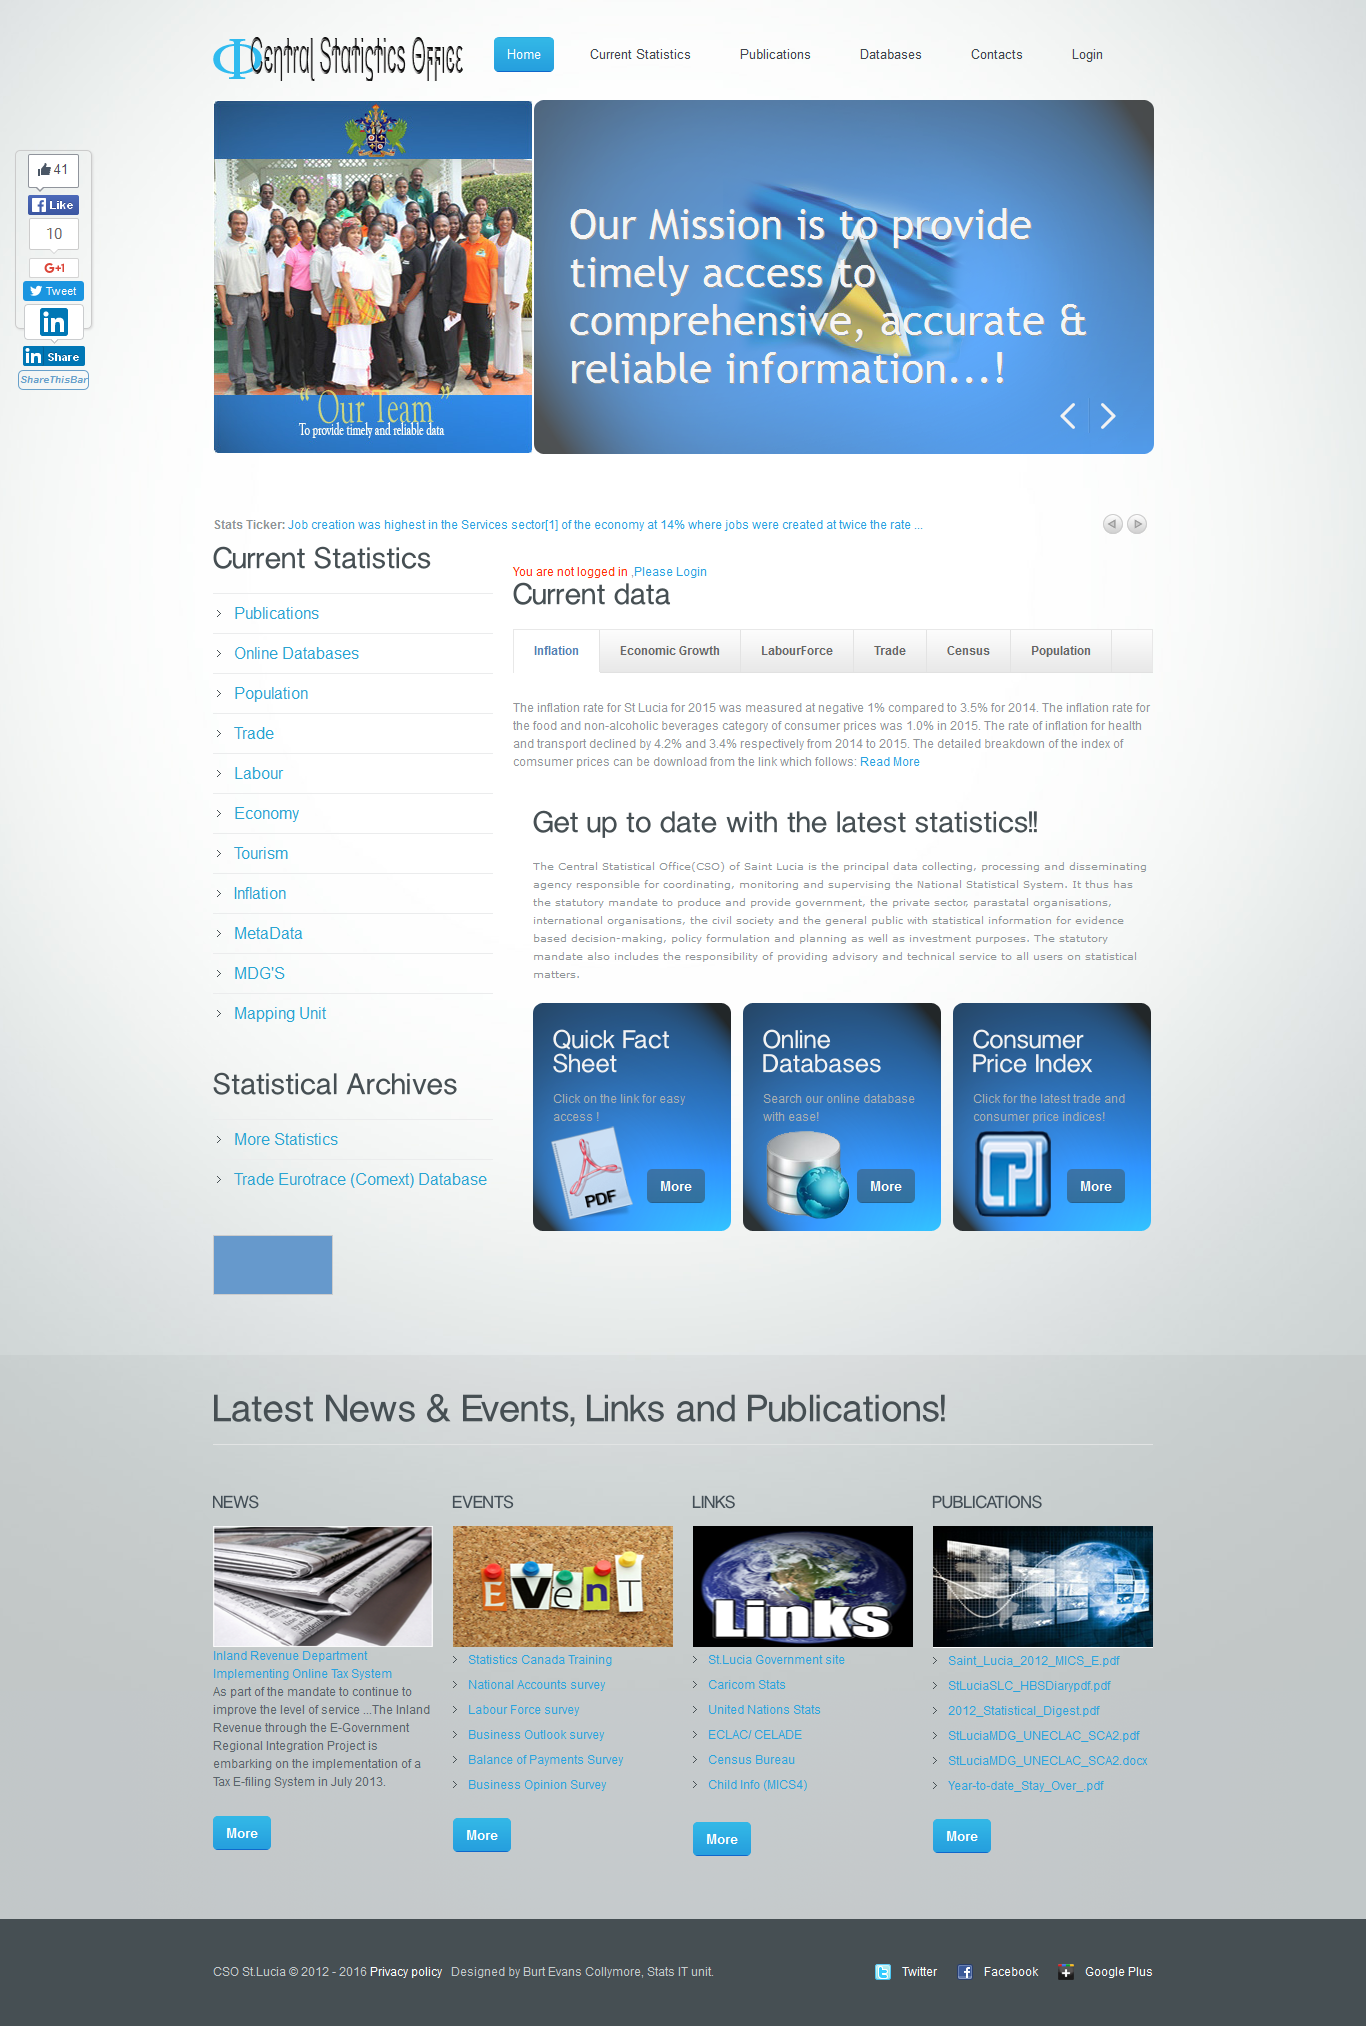 Central Statistics Office
Home
Current Statistics
Publications
Databases
Contacts
Login
41
Like
10
G+1
Tweet
in
in Share
ShareThisBar
“Our Team”
To provide timely and reliable data
Our Mission is to provide
timely access to
comprehensive, accurate &
reliable information...!
Stats Ticker: Job creation was highest in the Services sector[1] of the economy at 14% where jobs were created at twice the rate ...
Current Statistics
Publications
Online Databases
Population
Trade
Labour
Economy
Tourism
Inflation
MetaData
MDG'S
Mapping Unit
Statistical Archives
More Statistics
Trade Eurotrace (Comext) Database
You are not logged in ,Please Login
Current data
Inflation
Economic Growth
LabourForce
Trade
Census
Population
The inflation rate for St Lucia for 2015 was measured at negative 1% compared to 3.5% for 2014. The inflation rate for
the food and non-alcoholic beverages category of consumer prices was 1.0% in 2015. The rate of inflation for health
and transport declined by 4.2% and 3.4% respectively from 2014 to 2015. The detailed breakdown of the index of
comsumer prices can be download from the link which follows: Read More
Get up to date with the latest statistics!!
The Central Statistical Office(CSO) of Saint Lucia is the principal data collecting, processing and disseminating
agency responsible for coordinating, monitoring and supervising the National Statistical System. It thus has
the statutory mandate to produce and provide government, the private sector, parastatal organisations,
international organisations, the civil society and the general public with statistical information for evidence
based decision-making, policy formulation and planning as well as investment purposes. The statutory
mandate also includes the responsibility of providing advisory and technical service to all users on statistical
matters.
Quick Fact
Sheet
Click on the link for easy
access !
PDF
More
Online
Databases
Search our online database
with ease!
More
Consumer
Price Index
Click for the latest trade and
consumer price indices!
CPI
More
Latest News & Events, Links and Publications!
NEWS
Inland Revenue Department
Implementing Online Tax System
As part of the mandate to continue to
improve the level of service ...The Inland
Revenue through the E-Government
Regional Integration Project is
embarking on the implementation of a
Tax E-filing System in July 2013.
More
EVENTS
EVenT
Statistics Canada Training
National Accounts survey
Labour Force survey
Business Outlook survey
Balance of Payments Survey
Business Opinion Survey
More
LINKS
Links
St.Lucia Government site
Caricom Stats
United Nations Stats
ECLAC/ CELADE
Census Bureau
Child Info (MICS4)
More
PUBLICATIONS
Saint_Lucia_2012_MICS_E.pdf
StLuciaSLC_HBSDiarypdf.pdf
2012_Statistical_Digest.pdf
StLuciaMDG_UNECLAC_SCA2.pdf
StLuciaMDG_UNECLAC_SCA2.docx
Year-to-date_Stay_Over_.pdf
More
CSO St.Lucia © 2012 - 2016 Privacy policy Designed by Burt Evans Collymore, Stats IT unit.
Twitter
Facebook
Google Plus